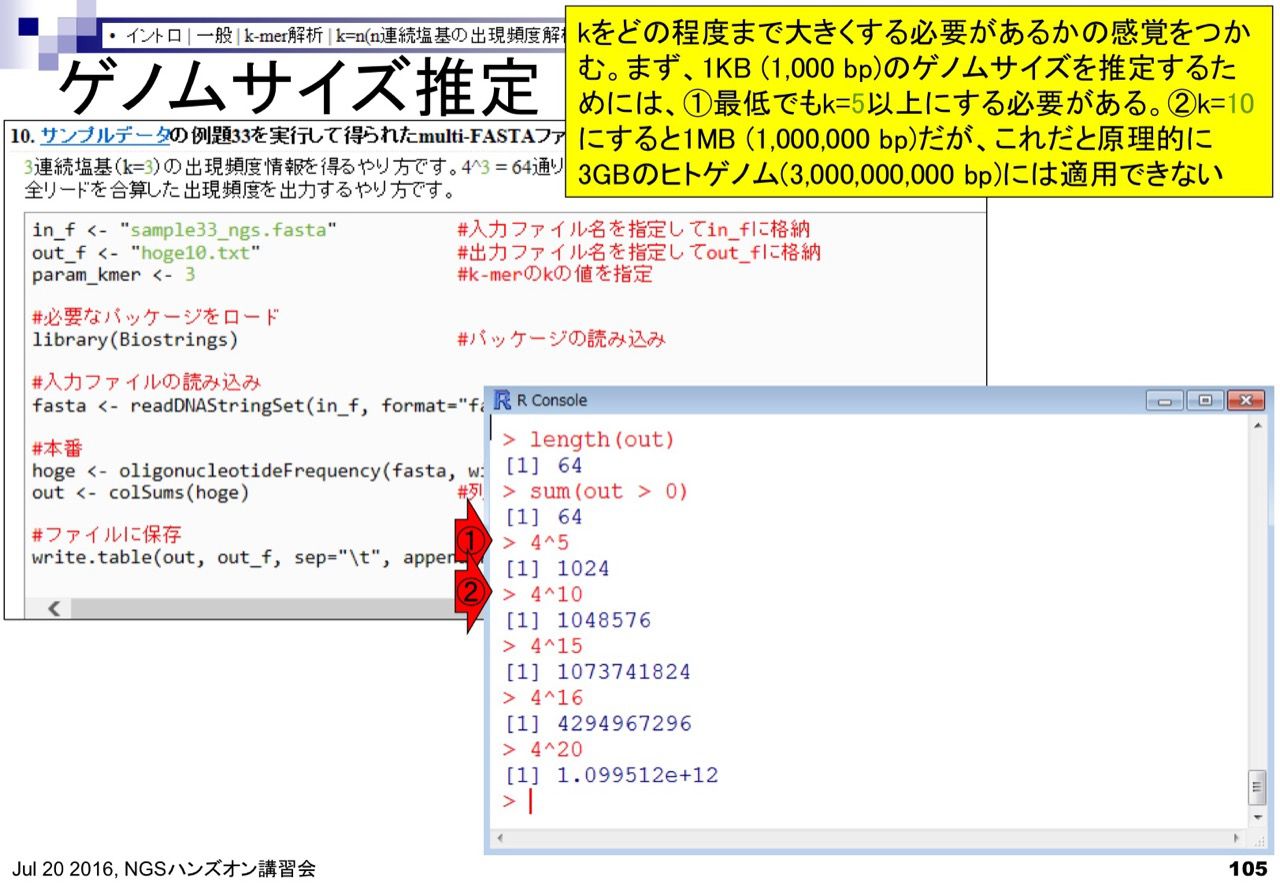 • イントロ | 一般 | k-mer解析 | k=n(n連続塩基の出現頻度解
ゲノムサイズ推定
kをどの程度まで大きくする必要があるかの感覚をつか
む。まず、1KB (1,000 bp)のゲノムサイズを推定するた
めには、①最低でもk=5以上にする必要がある。②k=10
にすると1MB (1,000,000 bp)だが、これだと原理的に
3GBのヒトゲノム(3,000,000,000 bp)には適用できない
10. サンプルデータの例題33を実行して得られたmulti-FASTAファ
3連続塩基(k=3)の出現頻度情報を得るやり方です。4^3 = 64通り
全リードを合算した出現頻度を出力するやり方です。
in_f <- "sample33_ngs.fasta" #入力ファイル名を指定してin_fに格納
out_f <- "hoge10.txt" #出力ファイル名を指定してout_fに格納
param_kmer <- 3 #k-merのkの値を指定
#必要なパッケージをロード
library(Biostrings) #パッケージの読み込み
#入力ファイルの読み込み
fasta <- readDNAStringSet(in_f, format="fa
#本番
hoge <- oligonucleotideFrequency(fasta, wi
out <- colSums(hoge) #列
#ファイルに保存
write.table(out, out_f, sep="\t", appen
R Console
> length(out)
[1] 64
> sum(out > 0)
[1] 64
① > 4^5
[1] 1024
② > 4^10
[1] 1048576
> 4^15
[1] 1073741824
> 4^16
[1] 4294967296
> 4^20
[1] 1.099512e+12
>
Jul 20 2016, NGSハンズオン講習会
105